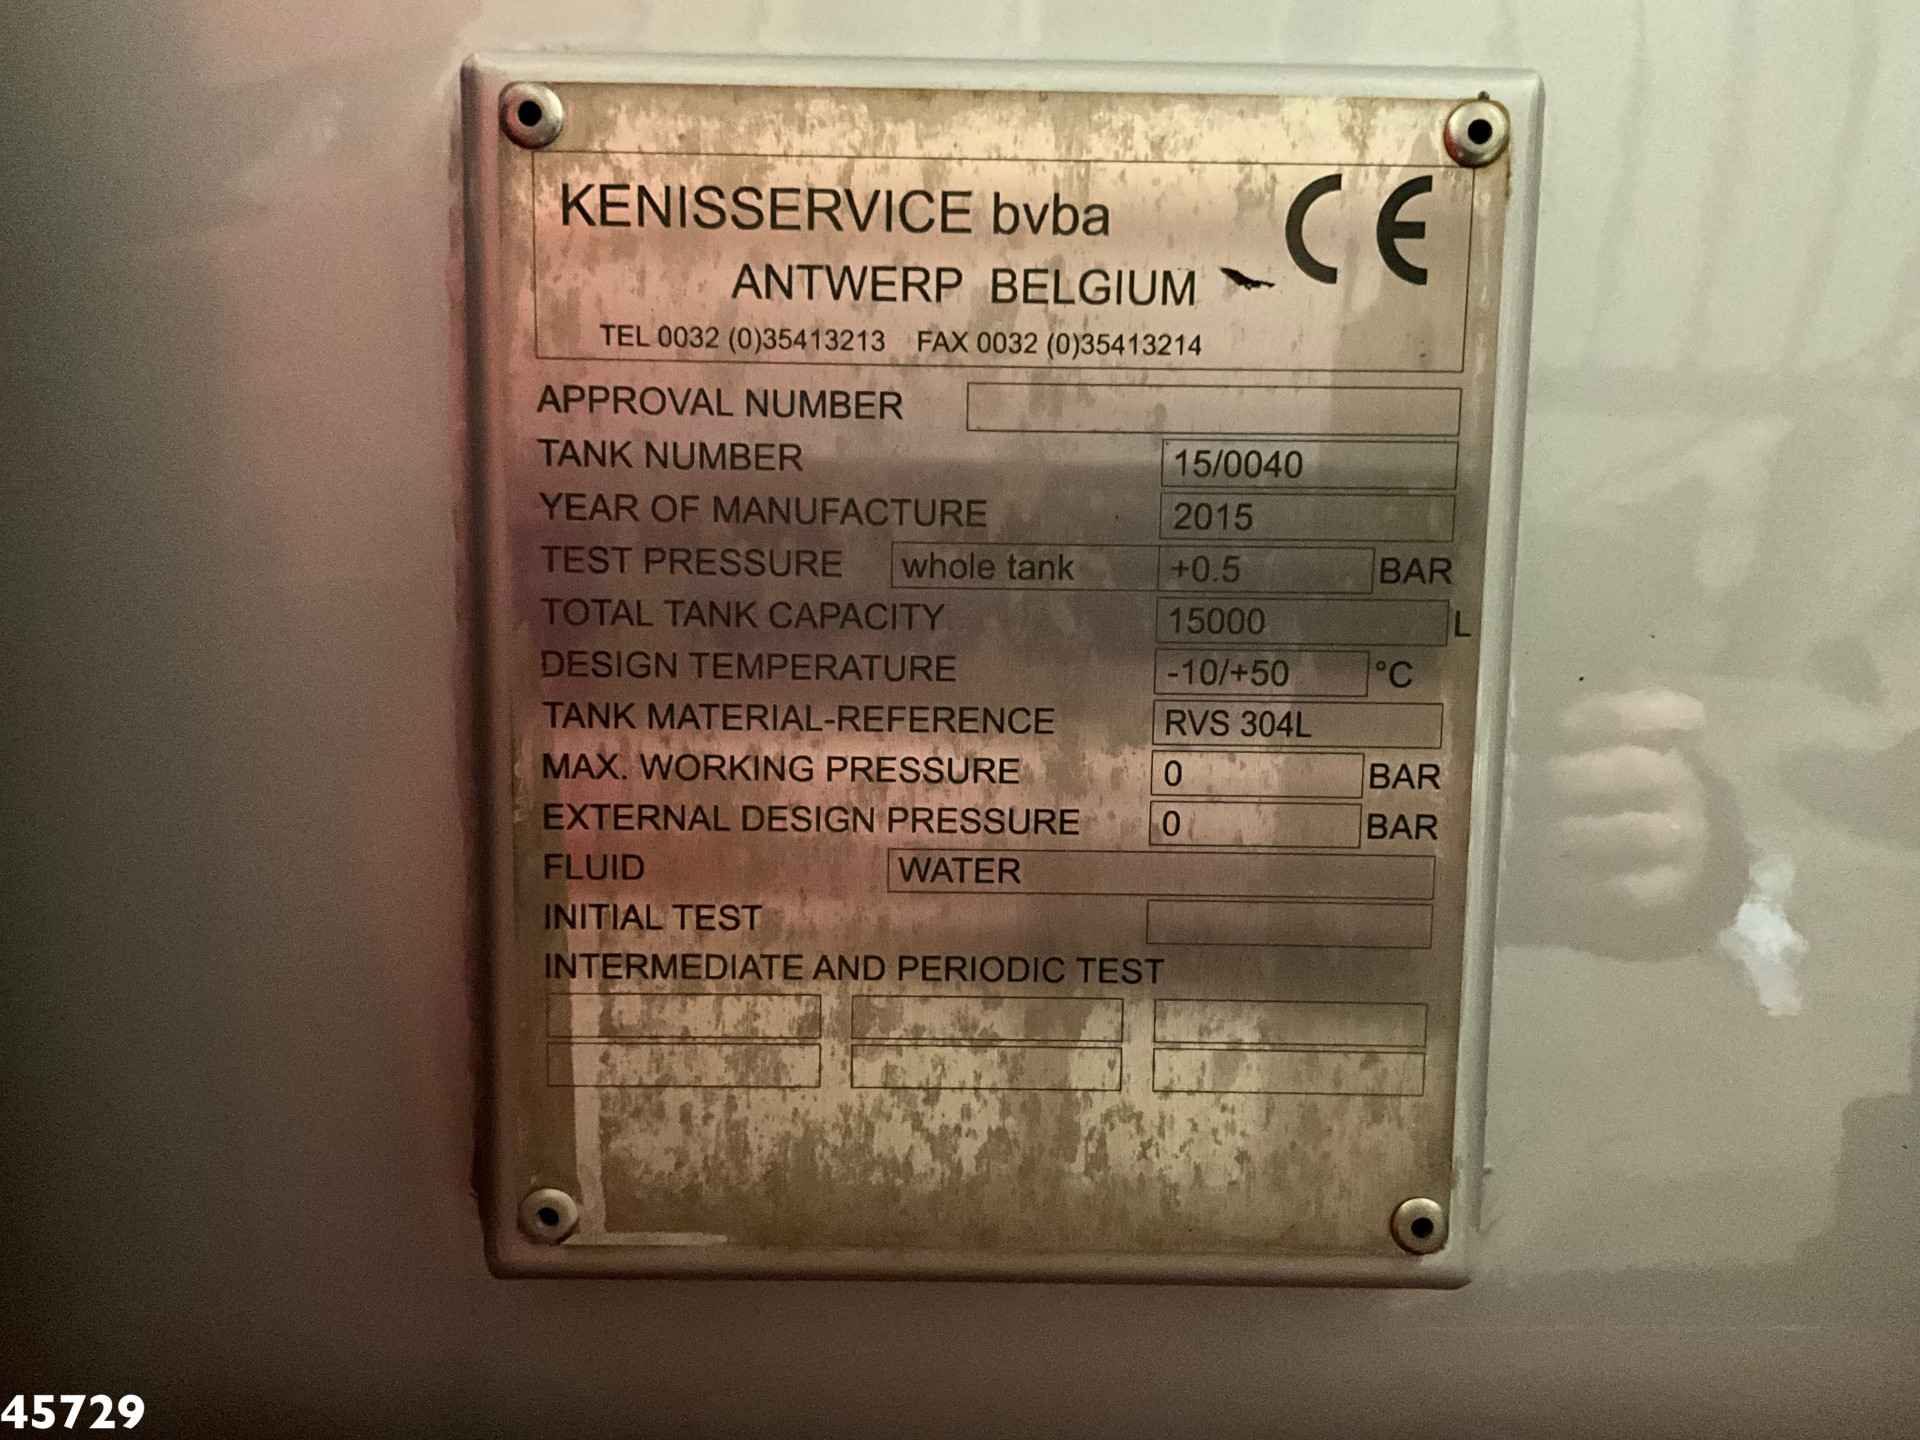 KENISSERVICE bvba CE
ANTWERP BELGIUM
TEL 0032 (0)35413213 FAX 0032 (0)35413214
APPROVAL NUMBER
TANK NUMBER 15/0040
YEAR OF MANUFACTURE 2015
TEST PRESSURE whole tank +0.5 BAR
TOTAL TANK CAPACITY 15000 L
DESIGN TEMPERATURE -10/+50 °C
TANK MATERIAL-REFERENCE RVS 304L
MAX. WORKING PRESSURE 0 BAR
EXTERNAL DESIGN PRESSURE 0 BAR
FLUID WATER
INITIAL TEST
INTERMEDIATE AND PERIODIC TEST
45729